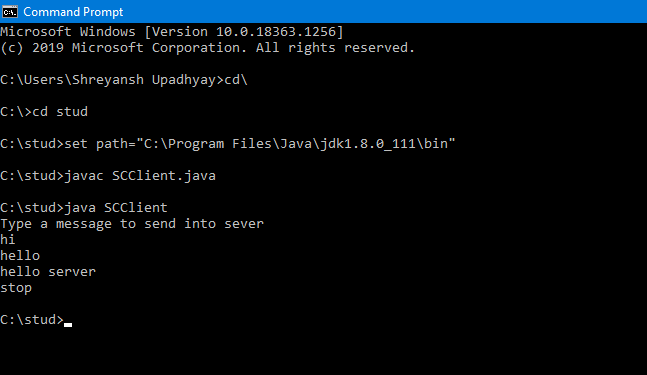 Command Prompt
Microsoft Windows [Version 10.0.18363.1256]
(c) 2019 Microsoft Corporation. All rights reserved.
C:\Users\Shreyansh Upadhyay>cd\
C:\>cd stud
C:\stud>set path="C:\Program Files\Java\jdk1.8.0_111\bin"
C:\stud>javac SCClient.java
C:\stud>java SCClient
Type a message to send into sever
hi
hello
hello server
stop
C:\stud>